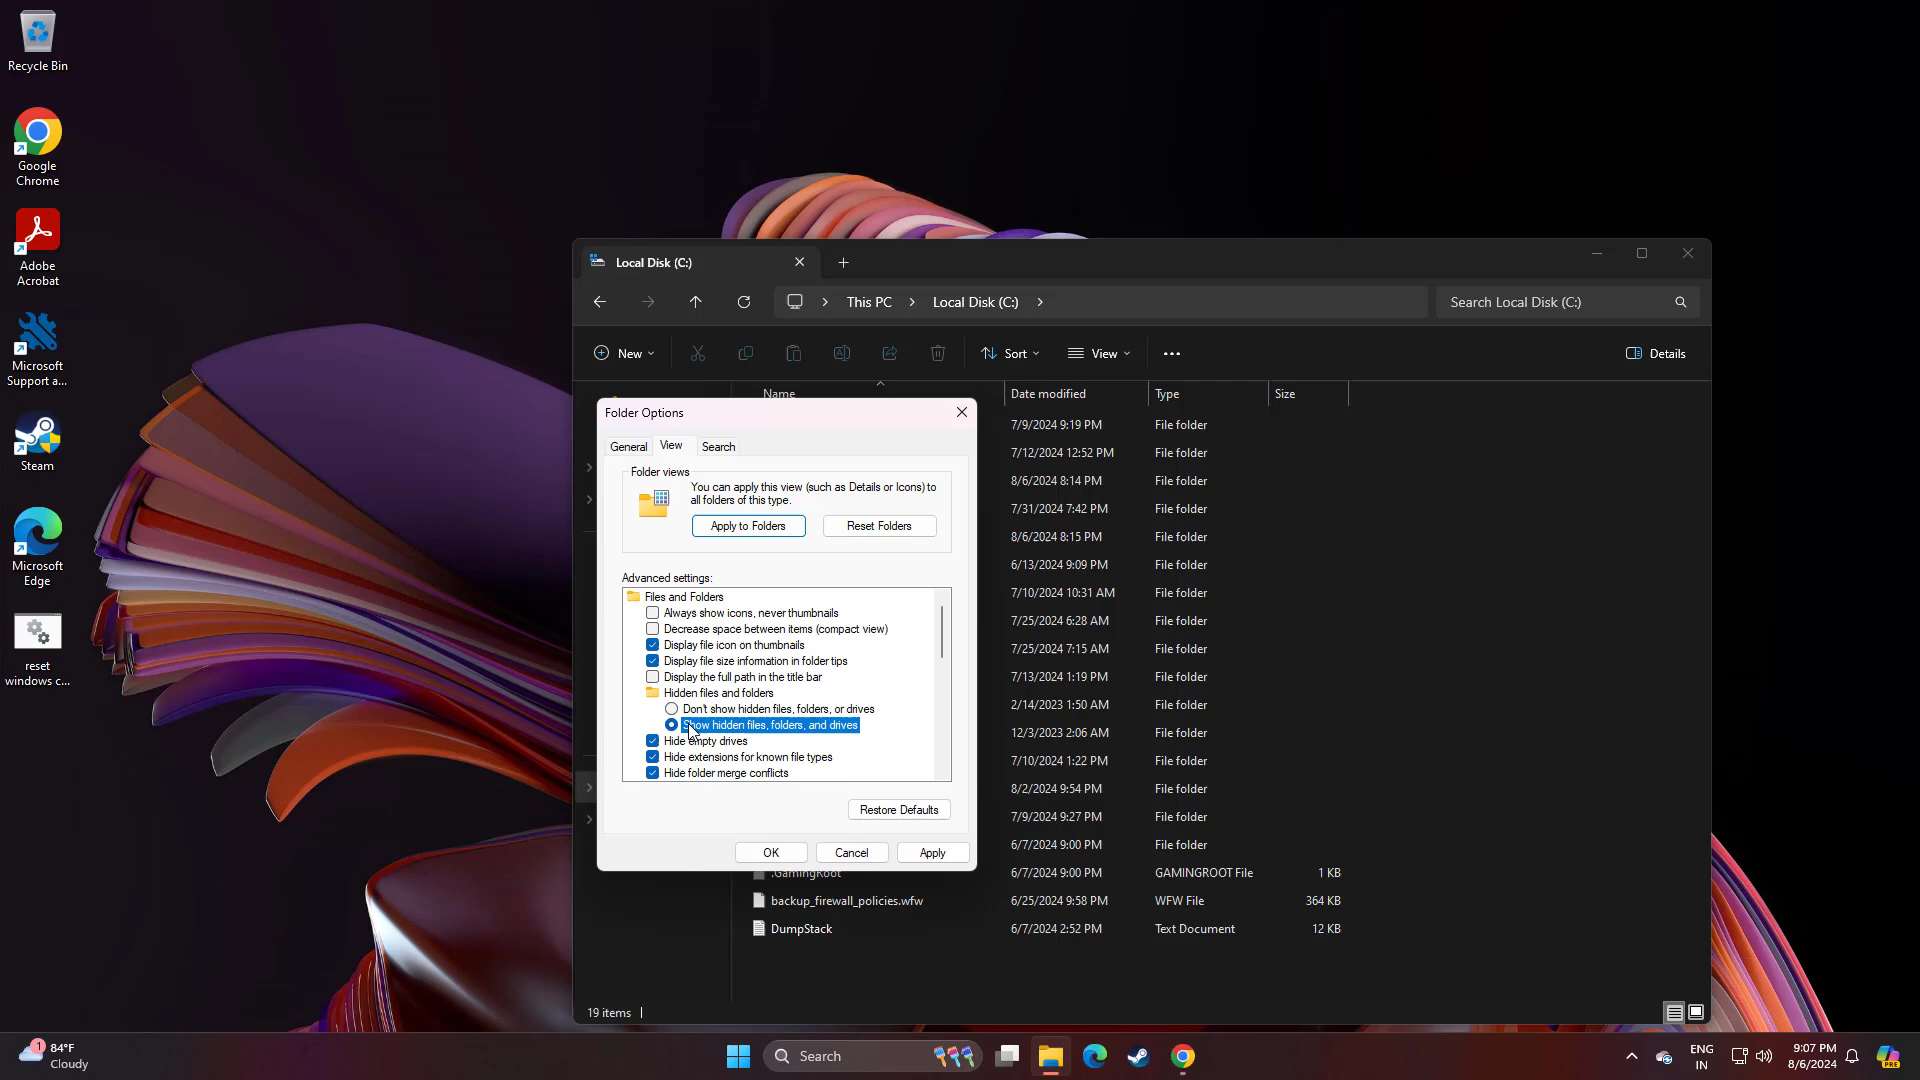 Recycle Bin
Google
Chrome
Adobe
Acrobat
Microsoft
Support a...
Steam
Microsoft
Edge
reset
windows c...
Local Disk (C:)
This PC
Local Disk (C:)
Search Local Disk (C:)
New
Sort
View
Details
Name
Date modified
Type
Size
7/9/2024 9:19 PM File folder
7/12/2024 12:52 PM File folder
8/6/2024 8:14 PM File folder
7/31/2024 7:42 PM File folder
8/6/2024 8:15 PM File folder
6/13/2024 9:09 PM File folder
7/10/2024 10:31 AM File folder
7/25/2024 6:28 AM File folder
7/25/2024 7:15 AM File folder
7/13/2024 1:19 PM File folder
2/14/2023 1:50 AM File folder
12/3/2023 2:06 AM File folder
7/10/2024 1:22 PM File folder
8/2/2024 9:54 PM File folder
7/9/2024 9:27 PM File folder
6/7/2024 9:00 PM File folder
.GamingRoot 6/7/2024 9:00 PM GAMINGROOT File 1 KB
backup_firewall_policies.wfw 6/25/2024 9:58 PM WFW File 364 KB
DumpStack 6/7/2024 2:52 PM Text Document 12 KB
19 items
Folder Options
General View Search
Folder views
You can apply this view (such as Details or Icons) to
all folders of this type.
Apply to Folders Reset Folders
Advanced settings:
Files and Folders
Always show icons, never thumbnails
Decrease space between items (compact view)
Display file icon on thumbnails
Display file size information in folder tips
Display the full path in the title bar
Hidden files and folders
Don't show hidden files, folders, or drives
Show hidden files, folders, and drives
Hide empty drives
Hide extensions for known file types
Hide folder merge conflicts
Restore Defaults
OK Cancel Apply
1
84°F
Cloudy
Search
ENG
IN
9:07 PM
8/6/2024
PRE